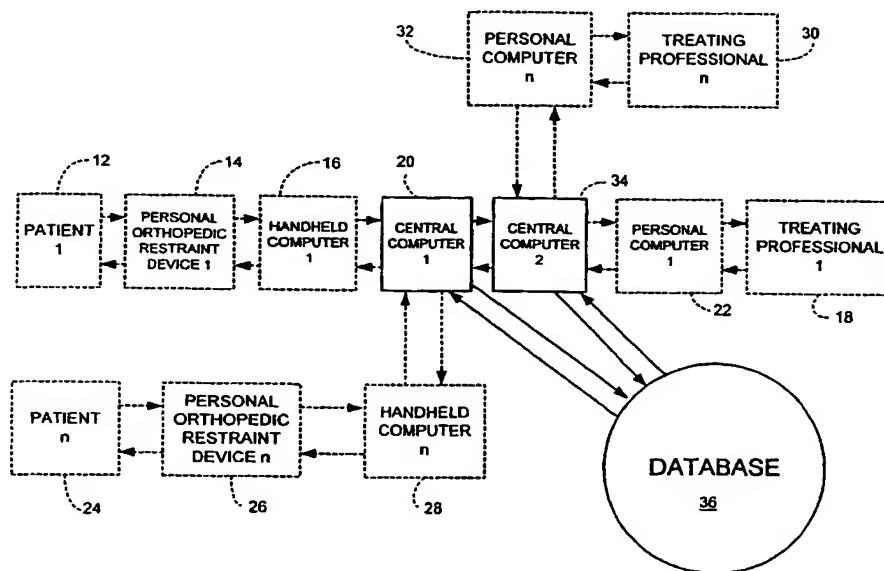 32
PERSONAL
COMPUTER
n
TREATING
PROFESSIONAL
n
30
12
14
16
20
34
PATIENT
1
PERSONAL
ORTHOPEDIC
RESTRAINT
DEVICE 1
HANDHELD
COMPUTER
1
CENTRAL
COMPUTER
1
CENTRAL
COMPUTER
2
PERSONAL
COMPUTER
1
TREATING
PROFESSIONAL
1
22
18
PATIENT
n
PERSONAL
ORTHOPEDIC
RESTRAINT
DEVICE n
HANDHELD
COMPUTER
n
24
26
28
DATABASE
36